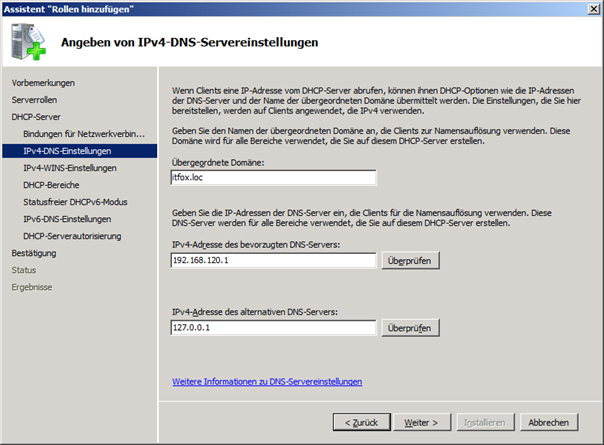 Assistent "Rollen hinzufügen"
Angeben von IPv4-DNS-Servereinstellungen
Vorbemerkungen
Serverrollen
DHCP-Server
Bindungen für Netzwerkverbin...
IPv4-DNS-Einstellungen
IPv4-WINS-Einstellungen
DHCP-Bereiche
Statusfreier DHCPv6-Modus
IPv6-DNS-Einstellungen
DHCP-Serverautorisierung
Bestätigung
Status
Ergebnisse
Wenn Clients eine IP-Adresse vom DHCP-Server abrufen, können ihnen DHCP-Optionen wie die IP-Adressen
der DNS-Server und der Name der übergeordneten Domäne übermittelt werden. Die Einstellungen, die Sie hier
bereitstellen, werden auf Clients angewendet, die IPv4 verwenden.
Geben Sie den Namen der übergeordneten Domäne an, die Clients zur Namensauflösung verwenden. Diese
Domäne wird für alle Bereiche verwendet, die Sie auf diesem DHCP-Server erstellen.
Übergeordnete Domäne:
itfox.loc
Geben Sie die IP-Adressen der DNS-Server ein, die Clients für die Namensauflösung verwenden. Diese
DNS-Server werden für alle Bereiche verwendet, die Sie auf diesem DHCP-Server erstellen.
IPv4-Adresse des bevorzugten DNS-Servers:
192.168.120.1
Überprüfen
IPv4-Adresse des alternativen DNS-Servers:
127.0.0.1
Überprüfen
Weitere Informationen zu DNS-Servereinstellungen
< Zurück
Weiter >
Installieren
Abbrechen